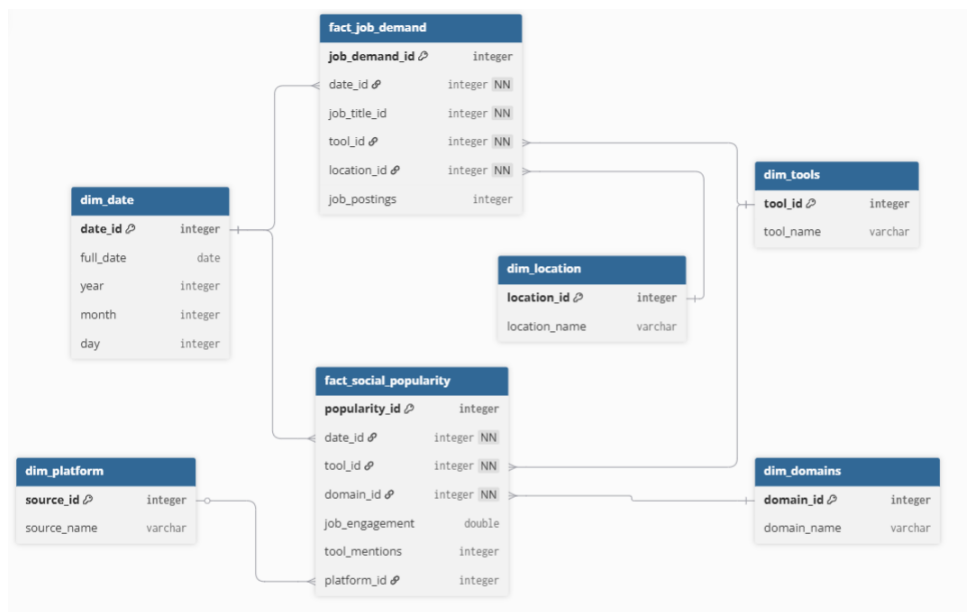 fact_job_demand
job_demand_id integer
date_id integer NN
job_title_id integer NN
tool_id integer NN
location_id integer NN
job_postings integer
dim_date
date_id integer
full_date date
year integer
month integer
day integer
dim_tools
tool_id integer
tool_name varchar
dim_location
location_id integer
location_name varchar
fact_social_popularity
popularity_id integer
date_id integer NN
tool_id integer NN
domain_id integer NN
job_engagement double
tool_mentions integer
platform_id integer
dim_platform
source_id integer
source_name varchar
dim_domains
domain_id integer
domain_name varchar